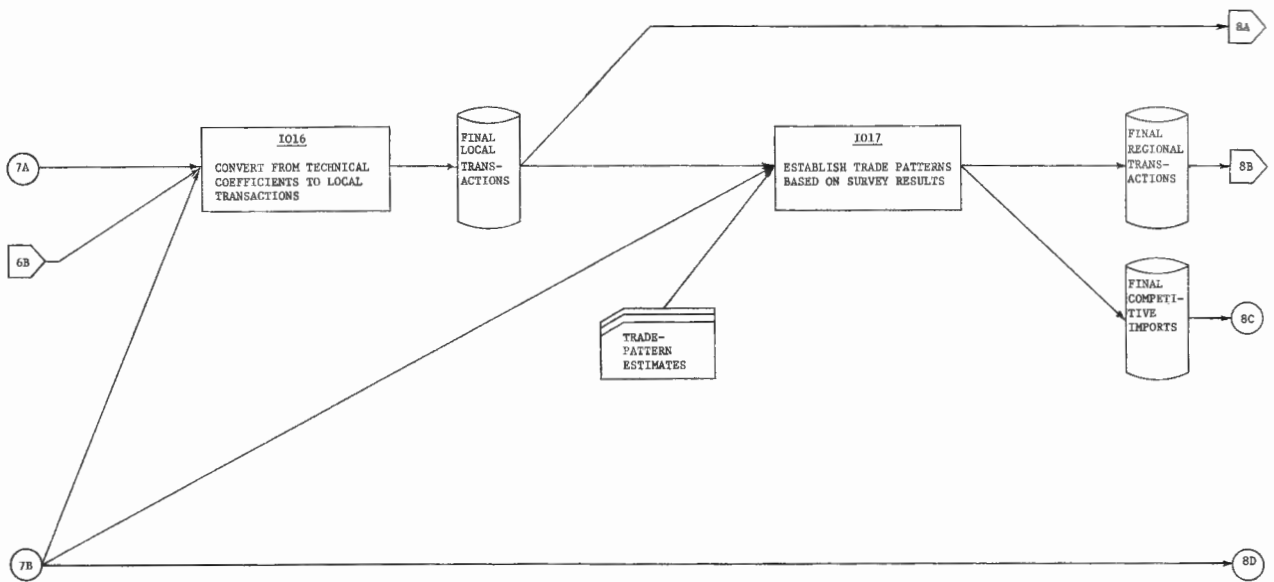 8A
7A
6B
IO16
CONVERT FROM TECHNICAL
COEFFICIENTS TO LOCAL
TRANSACTIONS
FINAL
LOCAL
TRANS-
ACTIONS
IO17
ESTABLISH TRADE PATTERNS
BASED ON SURVEY RESULTS
FINAL
REGIONAL
TRANS-
ACTIONS
8B
TRADE-
PATTERN
ESTIMATES
FINAL
COMPETI-
TIVE
IMPORTS
8C
7B
8D